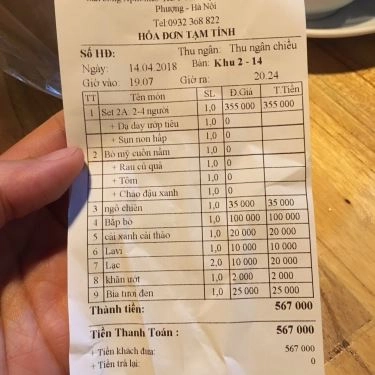 Phượng - Hà Nội
Tel:0932 368 822
HÓA ĐƠN TẠM TÍNH
Số HĐ: Thu ngân: Thu ngân chiều
Ngày: 14.04.2018 Bàn: Khu 2 - 14
Giờ vào: 19.07 Giờ ra: 20.24
TT Tên món SL Đ.Giá T.Tiền
1 Set 2A: 2-4 người 1,0 355 000 355 000
+ Dạ dày ướp tiêu 1,0 0
+ Sụn non hấp 1,0 0
2 Bò mỹ cuốn nấm 1,0 0
+ Rau củ quả 1,0 0
+ Tôm 1,0 0
+ Cháo đậu xanh 1,0 0
3 ngô chiên 1,0 35 000 35 000
4 Bắp bò 1,0 100 000 100 000
5 cải xanh cải thảo 1,0 20 000 20 000
6 Lavi 1,0 10 000 10 000
7 Lạc 2,0 10 000 20 000
8 khăn ướt 1,0 2 000 2 000
9 Bia tươi đen 1,0 25 000 25 000
Thành tiền: 567 000
Tiền Thanh Toán : 567 000
+ Tiền khách đưa: 567 000
+ Tiền trả lại: 0